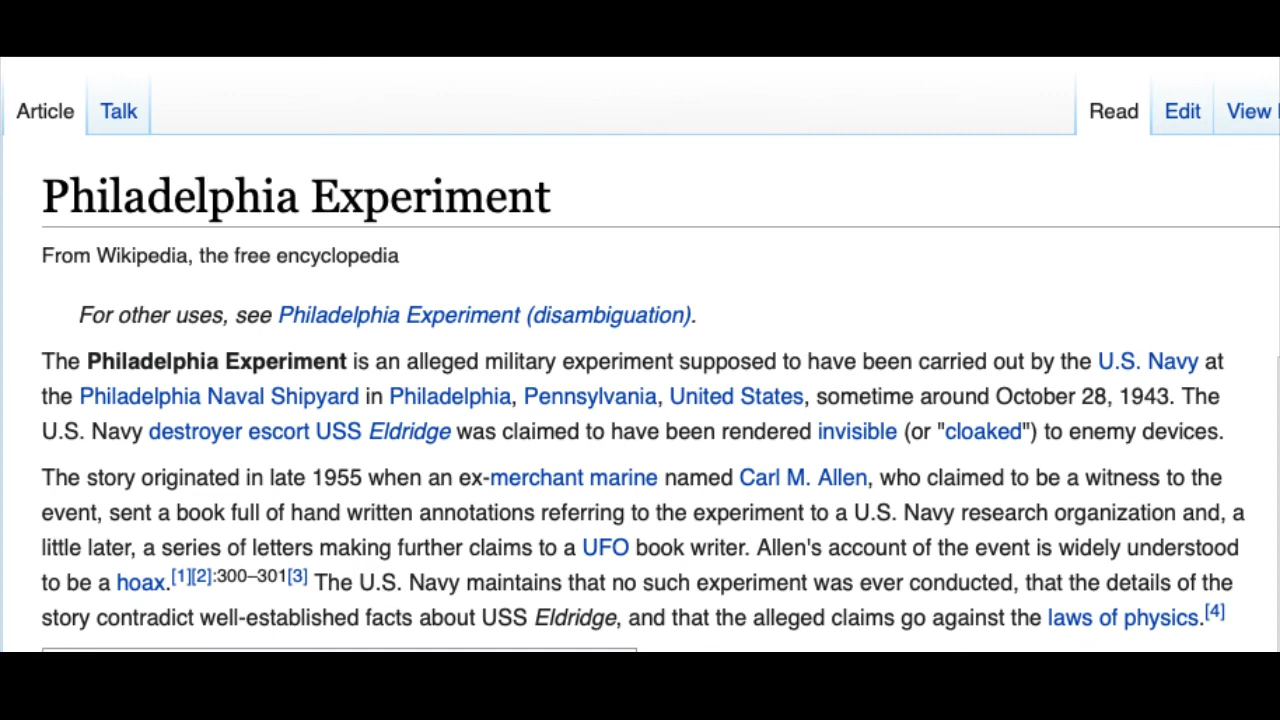 Article Talk Read Edit View
Philadelphia Experiment
From Wikipedia, the free encyclopedia
For other uses, see Philadelphia Experiment (disambiguation).
The Philadelphia Experiment is an alleged military experiment supposed to have been carried out by the U.S. Navy at
the Philadelphia Naval Shipyard in Philadelphia, Pennsylvania, United States, sometime around October 28, 1943. The
U.S. Navy destroyer escort USS Eldridge was claimed to have been rendered invisible (or "cloaked") to enemy devices.
The story originated in late 1955 when an ex-merchant marine named Carl M. Allen, who claimed to be a witness to the
event, sent a book full of hand written annotations referring to the experiment to a U.S. Navy research organization and, a
little later, a series of letters making further claims to a UFO book writer. Allen's account of the event is widely understood
to be a hoax.[1][2]:300–301[3] The U.S. Navy maintains that no such experiment was ever conducted, that the details of the
story contradict well-established facts about USS Eldridge, and that the alleged claims go against the laws of physics.[4]